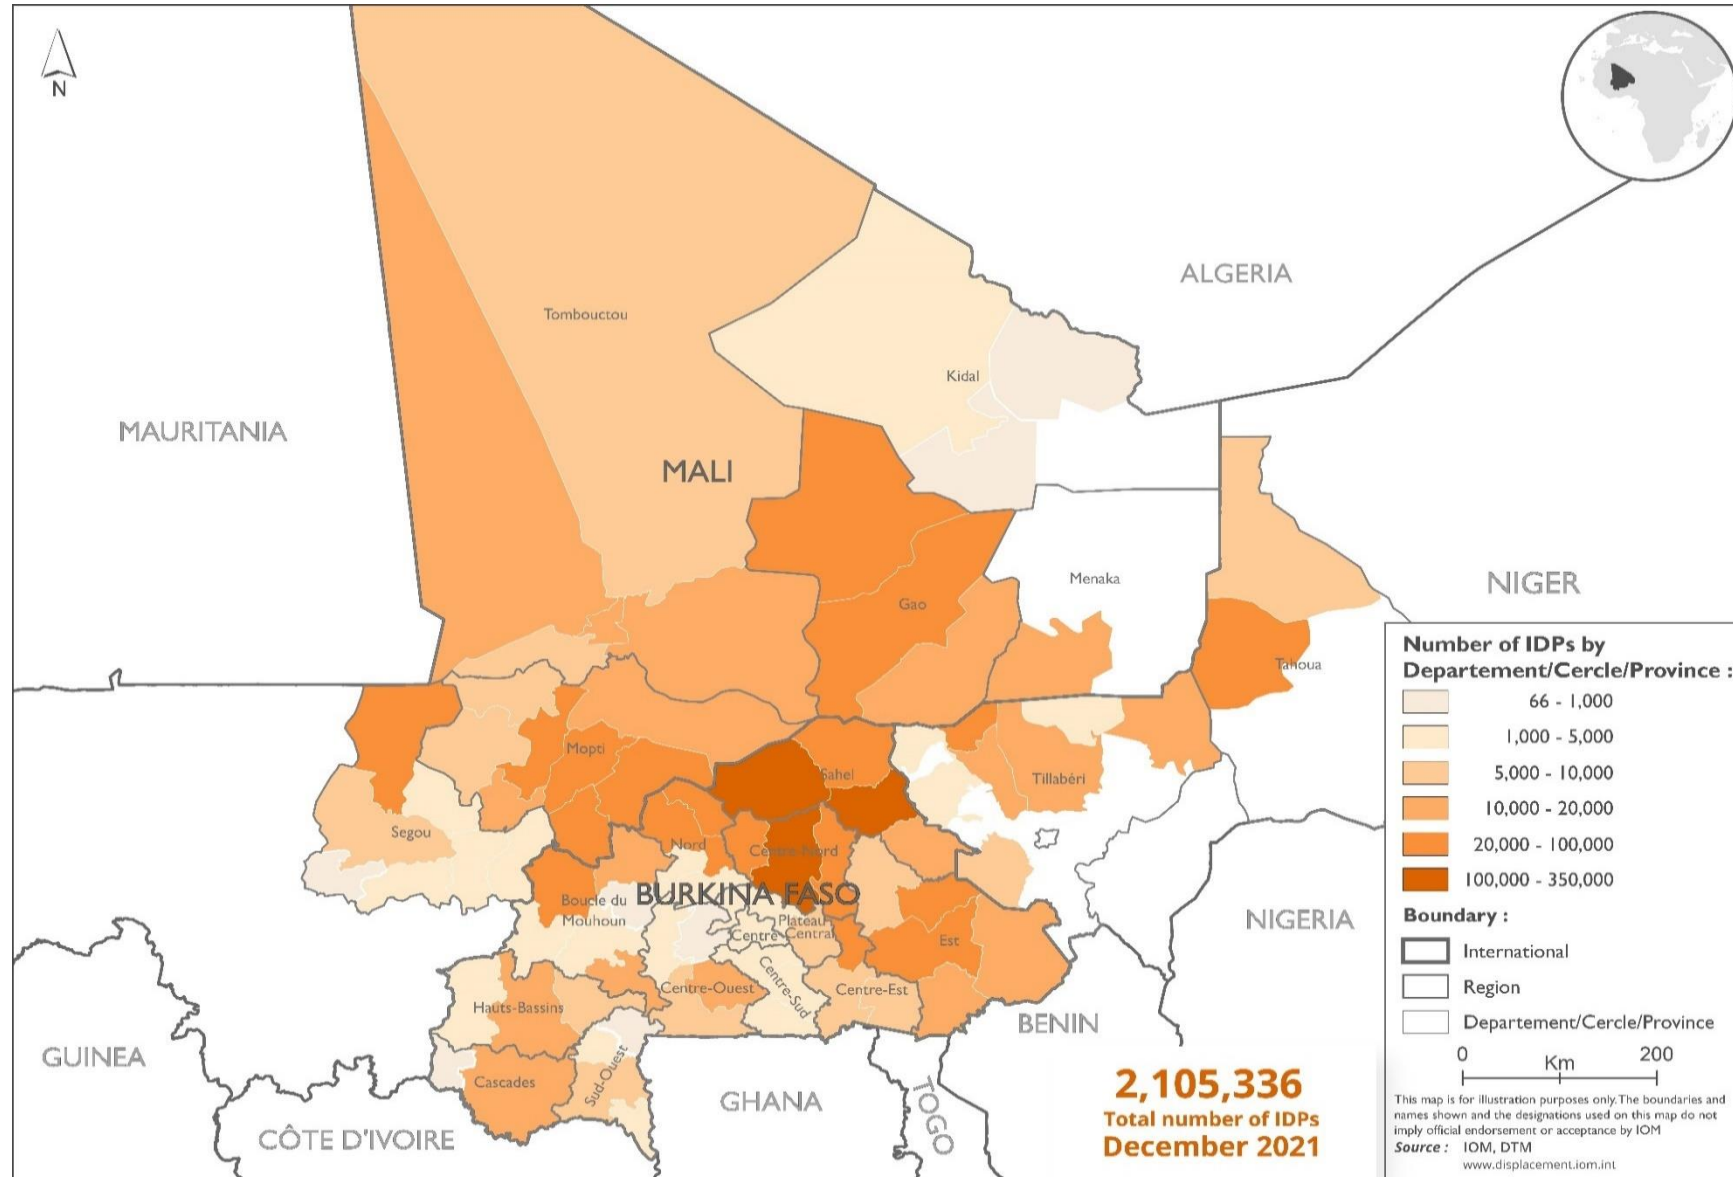 N
ALGERIA
Tombouctou
Kidal
MAURITANIA
MALI
Menaka
NIGER
Gao
Tahoua
Mopti
Sahel
Tillabéri
Segou
Nord
Centre-Nord
BURKINA FASO
Boucle du
Mouhoun
Plateau
Central
Centre
Est
NIGERIA
Centre-Sud
Centre-Ouest
Centre-Est
Hauts-Bassins
BENIN
GUINEA
Cascades
Sud-Ouest
GHANA
TOGO
CÔTE D'IVOIRE
2,105,336
Total number of IDPs
December 2021
Number of IDPs by
Departement/Cercle/Province :
66 - 1,000
1,000 - 5,000
5,000 - 10,000
10,000 - 20,000
20,000 - 100,000
100,000 - 350,000
Boundary :
International
Region
Departement/Cercle/Province
0 200
Km
This map is for illustration purposes only. The boundaries and
names shown and the designations used on this map do not
imply official endorsement or acceptance by IOM
Source : IOM, DTM
www.displacement.iom.int